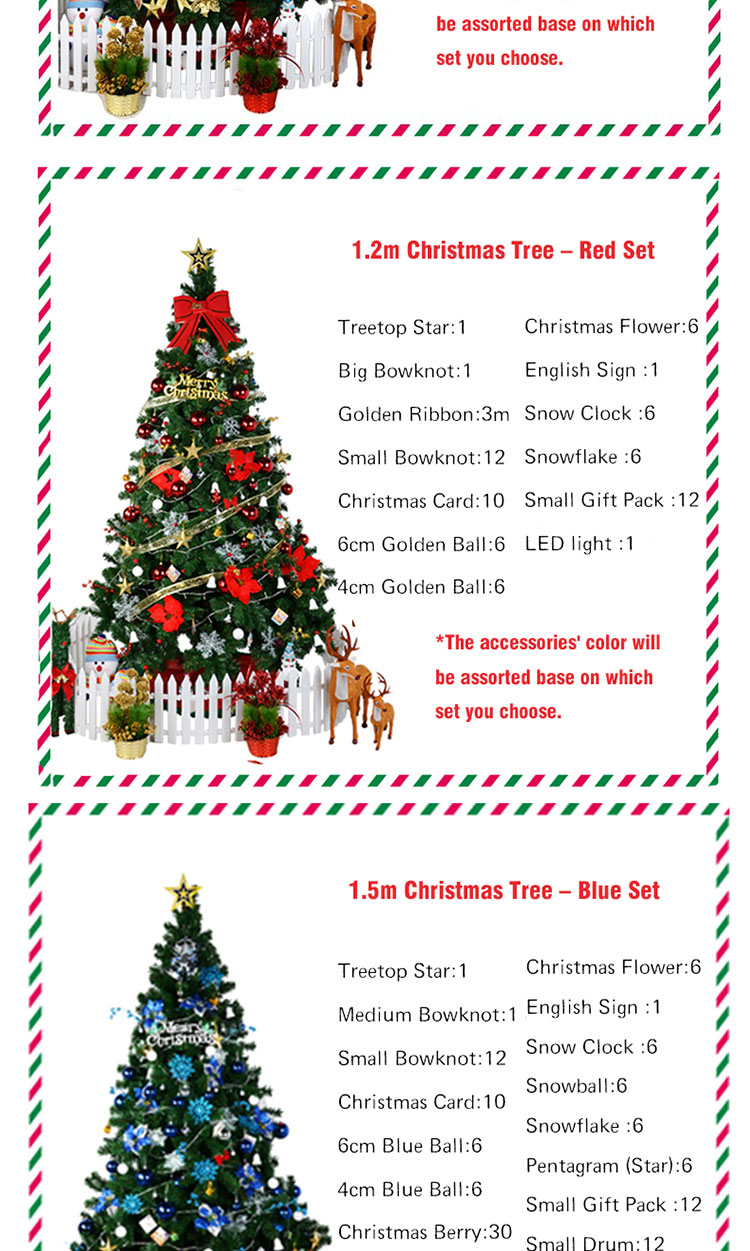 be assorted base on which
set you choose.
1.2m Christmas Tree – Red Set
Treetop Star:1
Big Bowknot:1
Golden Ribbon:3m
Small Bowknot:12
Christmas Card:10
6cm Golden Ball:6
4cm Golden Ball:6
Christmas Flower:6
English Sign :1
Snow Clock :6
Snowflake :6
Small Gift Pack :12
LED light :1
Merry
Christmas
*The accessories' color will
be assorted base on which
set you choose.
1.5m Christmas Tree – Blue Set
Treetop Star:1
Medium Bowknot:1
Small Bowknot:12
Christmas Card:10
6cm Blue Ball:6
4cm Blue Ball:6
Christmas Berry:30
Christmas Flower:6
English Sign :1
Snow Clock :6
Snowball:6
Snowflake :6
Pentagram (Star):6
Small Gift Pack :12
Small Drum:12
Merry
Christmas